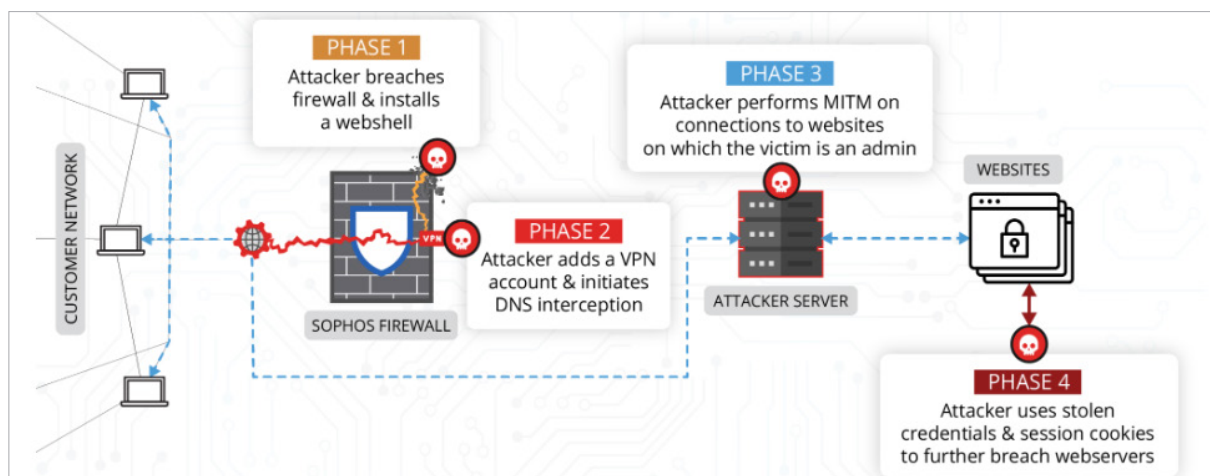 PHASE 1
Attacker breaches
firewall & installs
a webshell
PHASE 3
Attacker performs MITM on
connections to websites
on which the victim is an admin
CUSTOMER NETWORK
WEBSITES
VPN
PHASE 2
Attacker adds a VPN
account & initiates
DNS interception
SOPHOS FIREWALL
ATTACKER SERVER
PHASE 4
Attacker uses stolen
credentials & session cookies
to further breach webservers